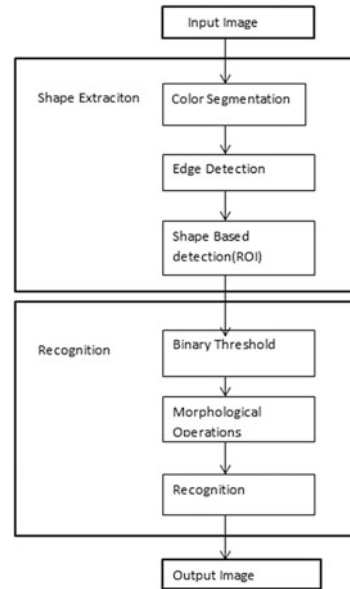 Input Image
Shape Extraciton
Color Segmentation
Edge Detection
Shape Based
detection(ROI)
Recognition
Binary Threshold
Morphological
Operations
Recognition
Output Image